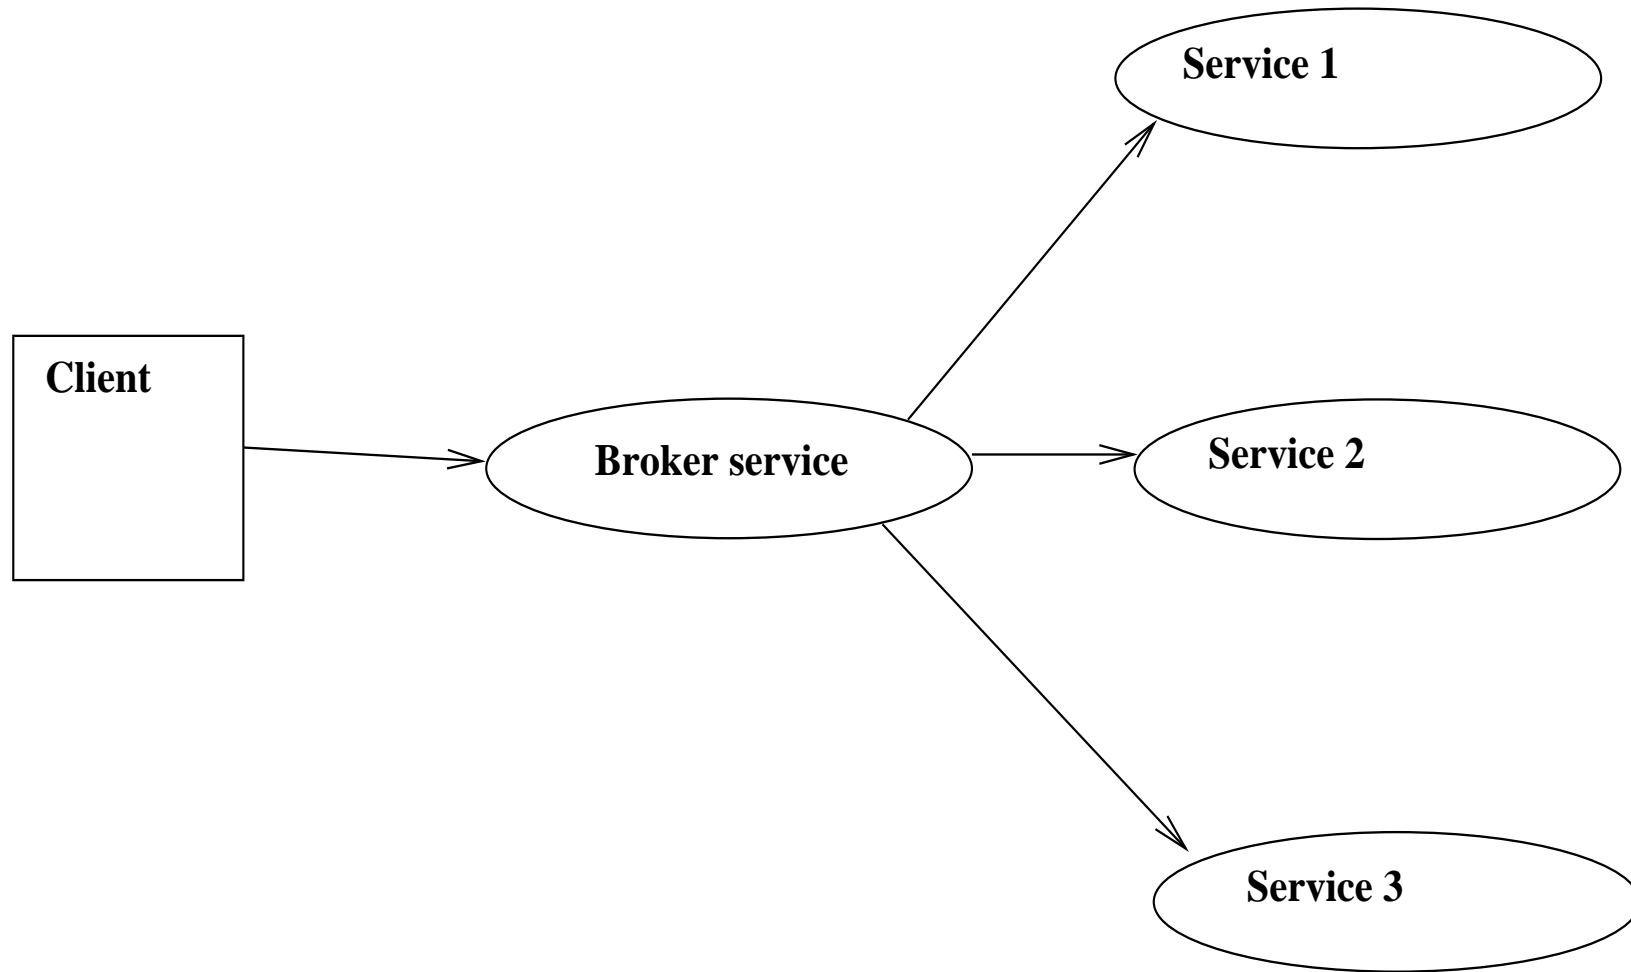 Service 1
Client
Broker service
Service 2
Service 3